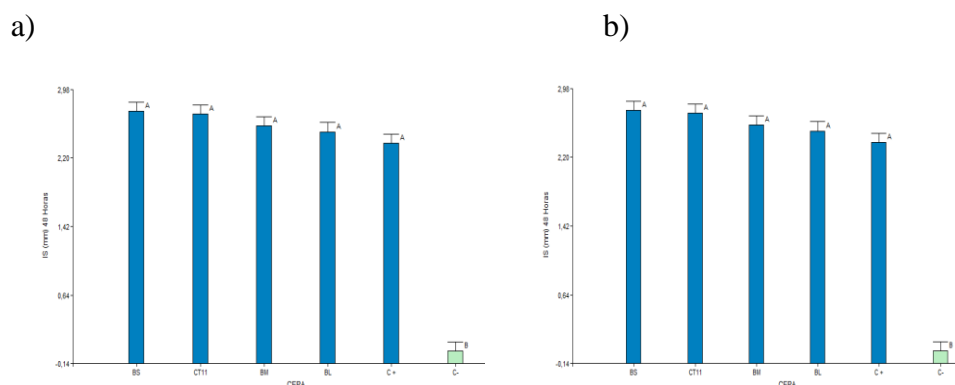 a)
b)
IS (mm) 48 Horas
2,98
2,20
1,42
0,64
-0,14
A
A
A
A
A
B
BS CT11 BM BL C + C-
CEPA
IS (mm) 48 Horas
2,98
2,20
1,42
0,64
-0,14
A
A
A
A
A
B
BS CT11 BM BL C + C-
CEPA